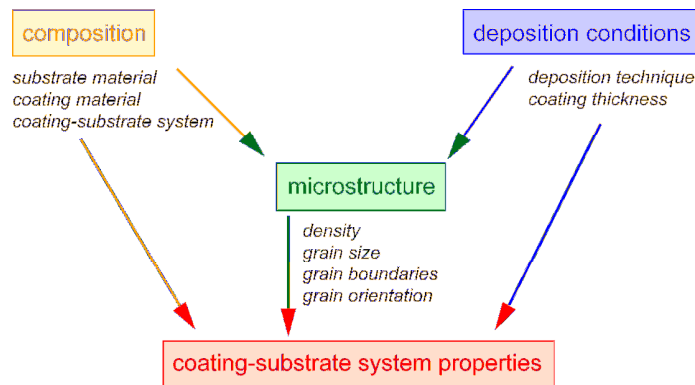 composition
deposition conditions
substrate material
coating material
coating-substrate system
deposition technique
coating thickness
microstructure
density
grain size
grain boundaries
grain orientation
coating-substrate system properties